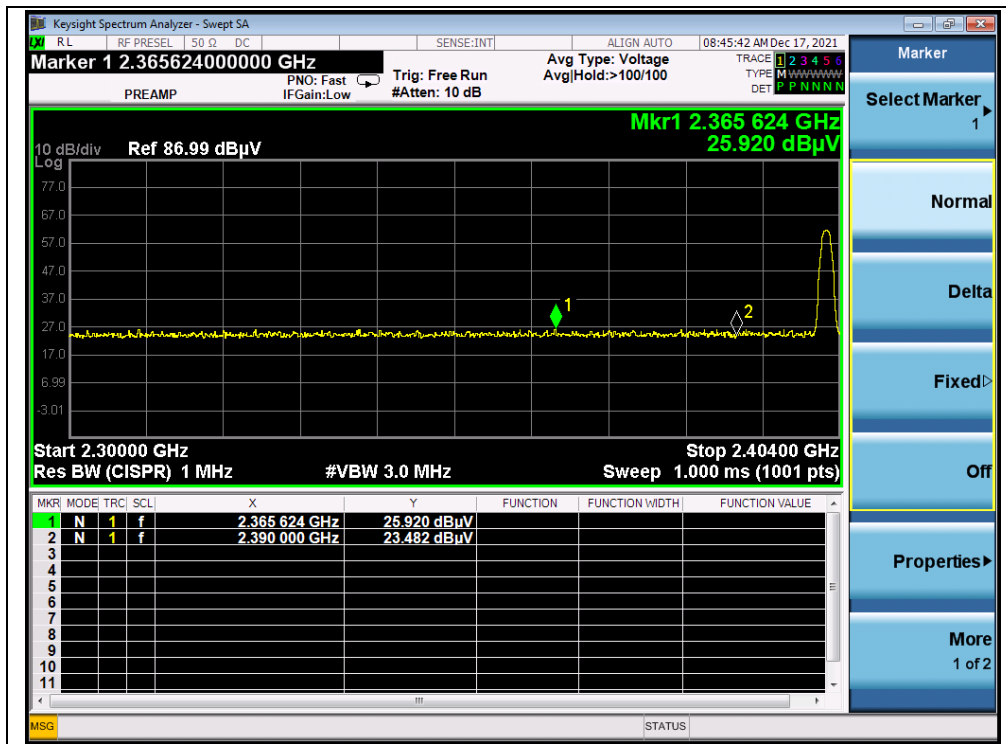 Keysight Spectrum Analyzer - Swept SA
LXI RL RF PRESEL 50 Ω DC SENSE:INT ALIGN AUTO 08:45:42 AM Dec 17, 2021
Marker 1 2.365624000000 GHz
PREAMP
PNO: Fast
IFGain:Low
Trig: Free Run
#Atten: 10 dB
Avg Type: Voltage
Avg|Hold:>100/100
TRACE 1 2 3 4 5 6
TYPE M WWWWW
DET P P N N N N
Mkr1 2.365 624 GHz
25.920 dBµV
10 dB/div Ref 86.99 dBµV
Log
77.0
67.0
57.0
47.0
37.0
27.0
17.0
6.99
-3.01
1
2
Start 2.30000 GHz Stop 2.40400 GHz
Res BW (CISPR) 1 MHz #VBW 3.0 MHz Sweep 1.000 ms (1001 pts)
MKR MODE TRC SCL X Y FUNCTION FUNCTION WIDTH FUNCTION VALUE
1 N 1 f 2.365 624 GHz 25.920 dBµV
2 N 1 f 2.390 000 GHz 23.482 dBµV
3
4
5
6
7
8
9
10
11
MSG STATUS
Marker
Select Marker
1
Normal
Delta
Fixed
Off
Properties
More
1 of 2